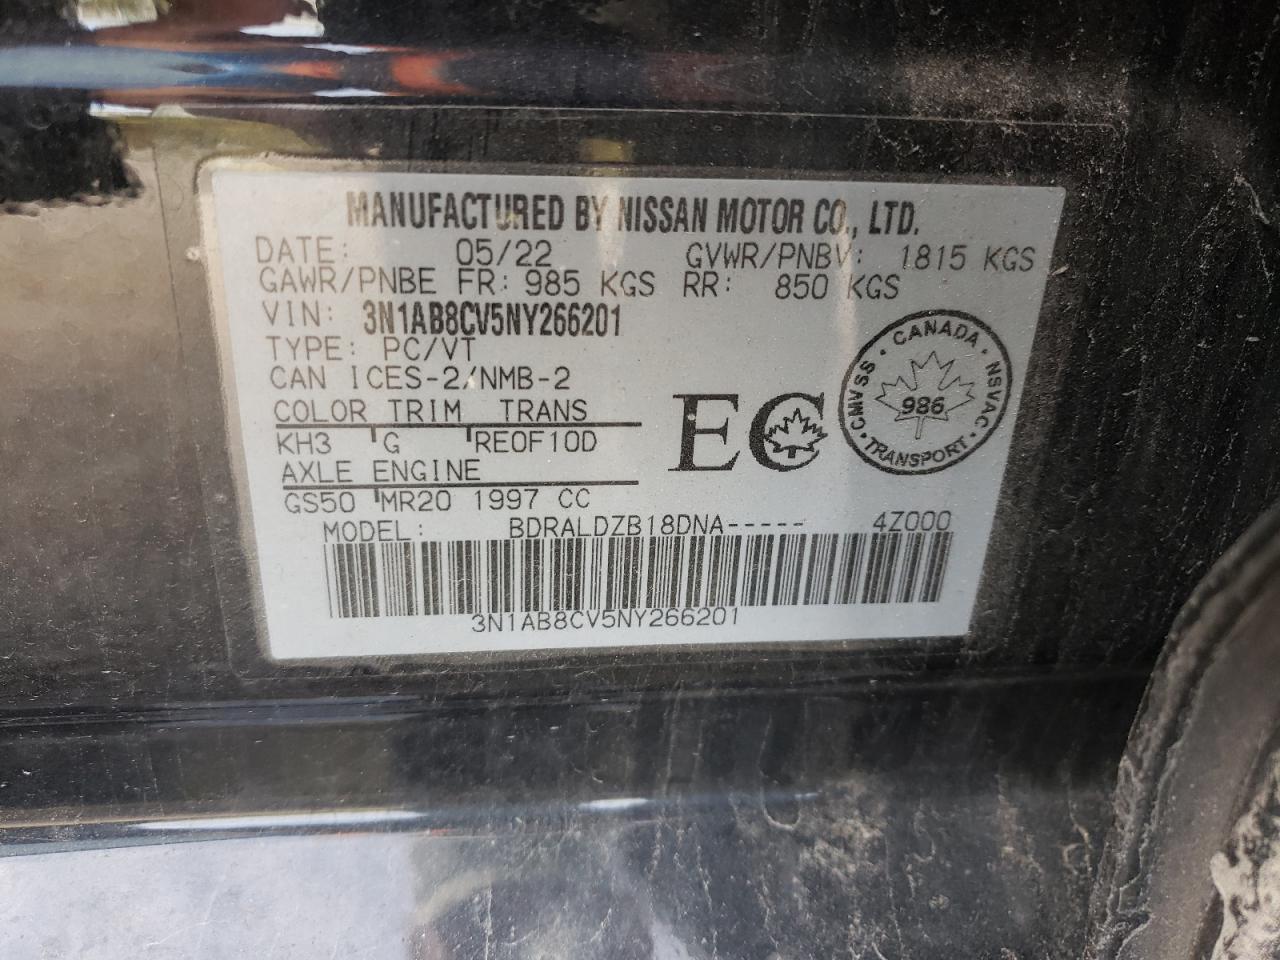 MANUFACTURED BY NISSAN MOTOR CO., LTD.
DATE: 05/22 GVWR/PNBV: 1815 KGS
GAWR/PNBE FR: 985 KGS RR: 850 KGS
VIN: 3N1AB8CV5NY266201
TYPE: PC/VT
CAN ICES-2/NMB-2
COLOR TRIM TRANS
KH3 G RE0F10D
AXLE ENGINE
GS50 MR20 1997 CC
EC
CANADA · NSVAC · TRANSPORT · CMVSS ·
986
MODEL: BDRALDZB18DNA----- 4Z000
3N1AB8CV5NY266201